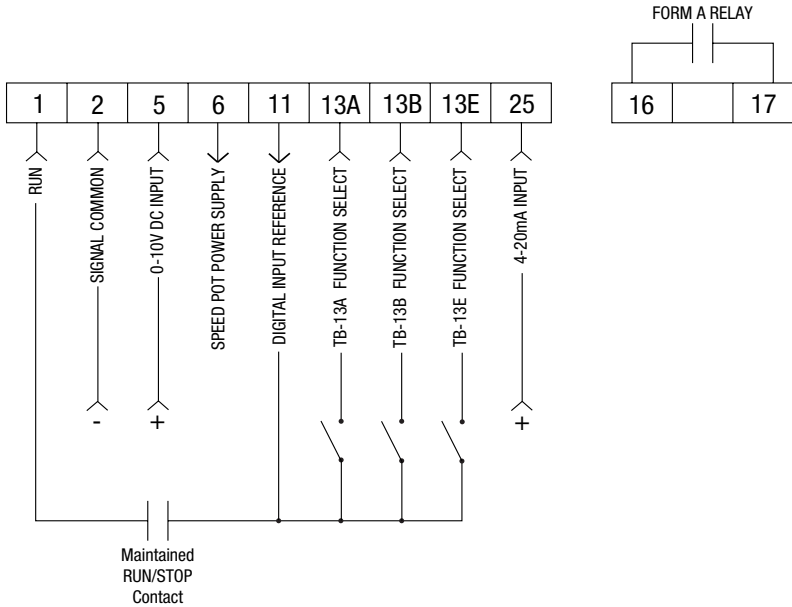 FORM A RELAY
1 2 5 6 11 13A 13B 13E 25
16 17
RUN
SIGNAL COMMON
0-10V DC INPUT
SPEED POT POWER SUPPLY
DIGITAL INPUT REFERENCE
TB-13A FUNCTION SELECT
TB-13B FUNCTION SELECT
TB-13E FUNCTION SELECT
4-20mA INPUT
- + +
Maintained
RUN/STOP
Contact